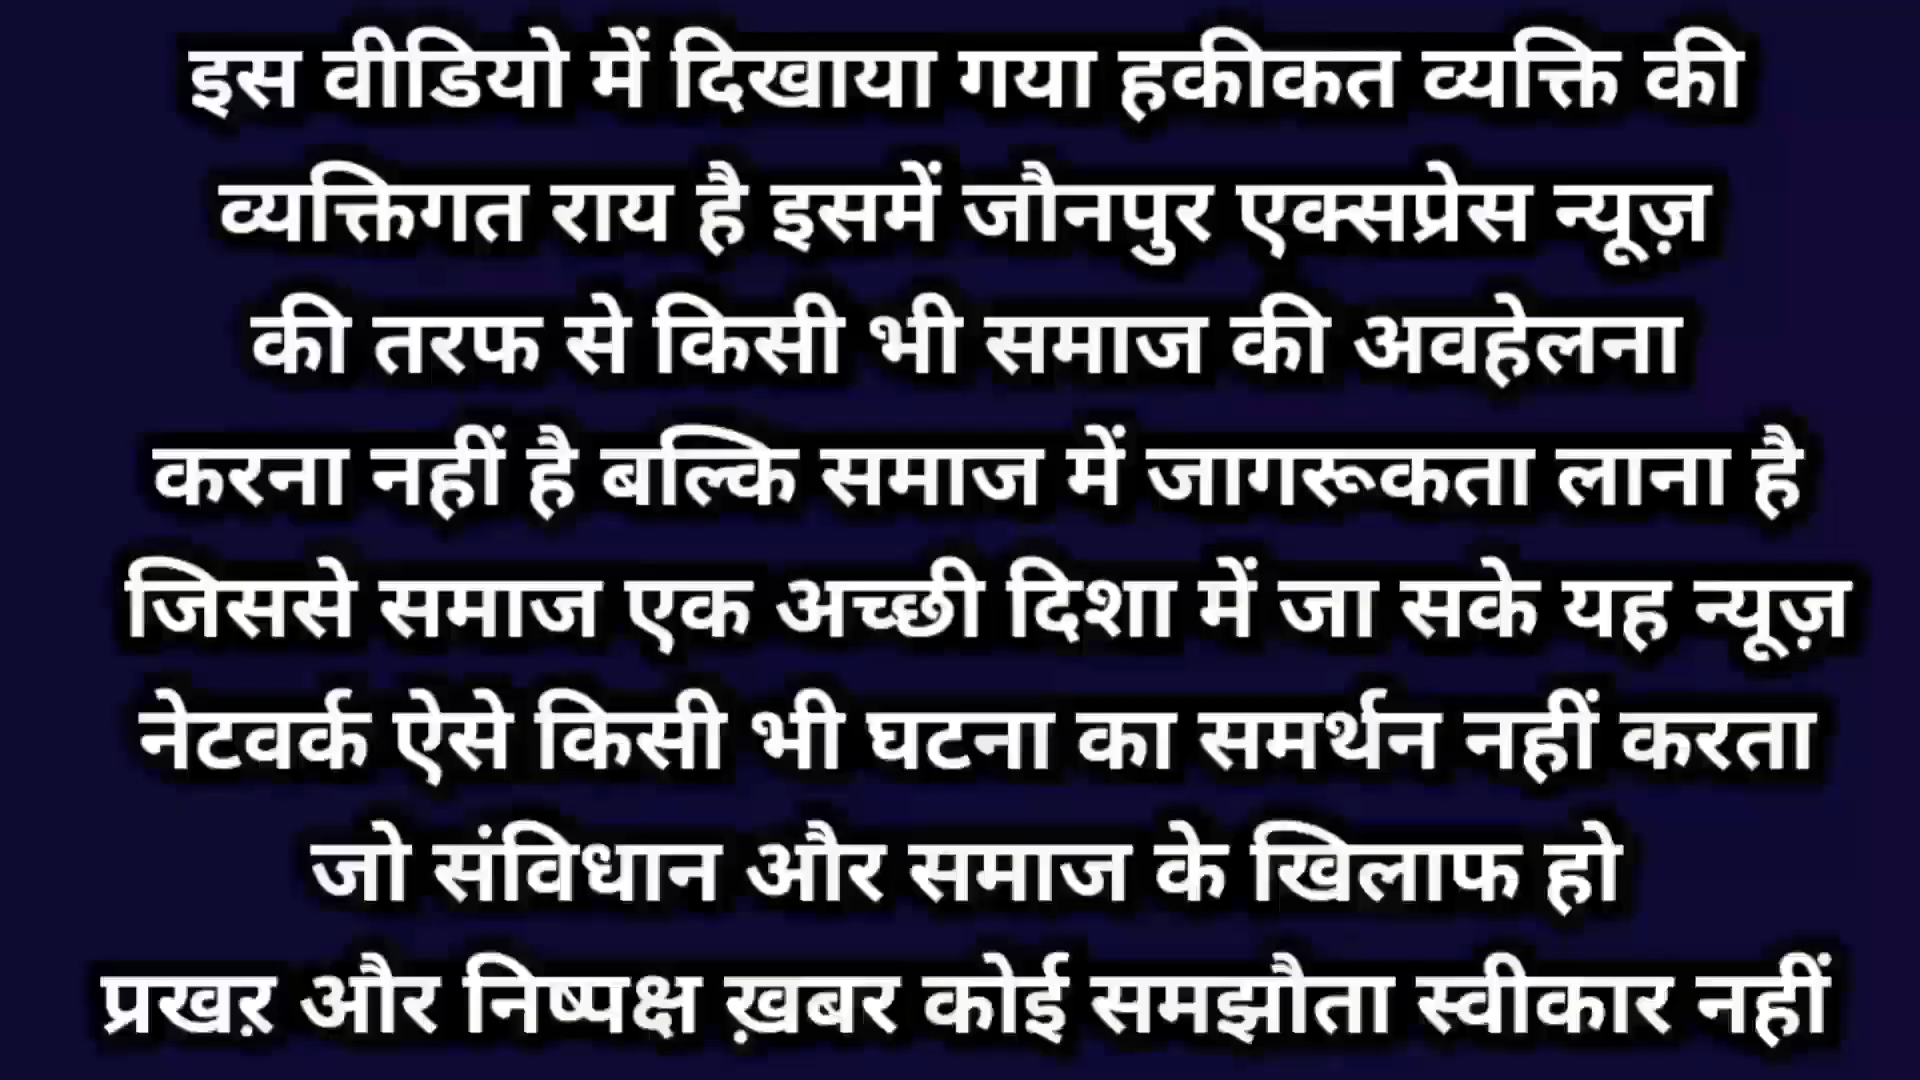 इस वीडियो में दिखाया गया हकीकत व्यक्ति की
व्यक्तिगत राय है इसमें जौनपुर एक्सप्रेस न्यूज़
की तरफ से किसी भी समाज की अवहेलना
करना नहीं है बल्कि समाज में जागरूकता लाना है
जिससे समाज एक अच्छी दिशा में जा सके यह न्यूज़
नेटवर्क ऐसे किसी भी घटना का समर्थन नहीं करता
जो संविधान और समाज के खिलाफ हो
प्रखऱ और निष्पक्ष ख़बर कोई समझौता स्वीकार नहीं